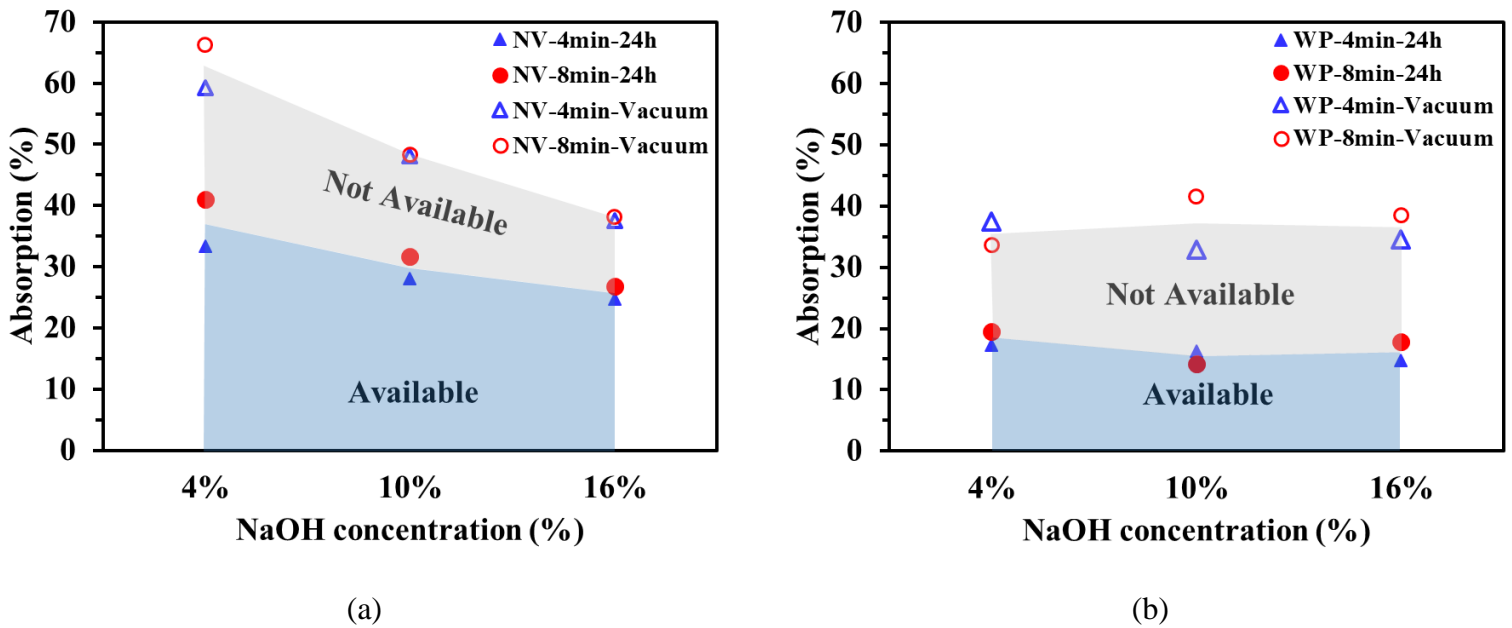 70
60
50
40
30
20
10
0
Absorption (%)
NV-4min-24h
NV-8min-24h
NV-4min-Vacuum
NV-8min-Vacuum
Not Available
Available
4%
10%
16%
NaOH concentration (%)
(a)
70
60
50
40
30
20
10
0
Absorption (%)
WP-4min-24h
WP-8min-24h
WP-4min-Vacuum
WP-8min-Vacuum
Not Available
Available
4%
10%
16%
NaOH concentration (%)
(b)